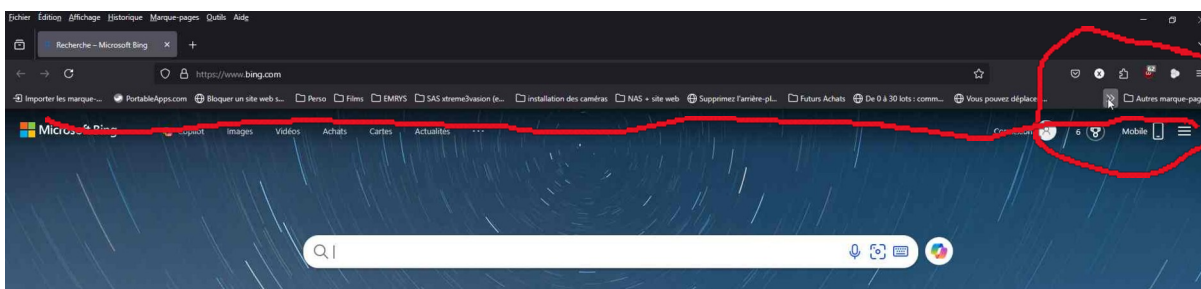 Fichier Édition Affichage Historique Marque-pages Outils Aide
Recherche – Microsoft Bing
https://www.bing.com
62
Importer les marque-... PortableApps.com Bloquer un site web s... Perso Films EMRYS SAS xtreme3vasion (e... installation des caméras NAS + site web Supprimez l'arrière-pl... Futurs Achats De 0 à 30 lots : comm... Vous pouvez déplace... Autres marque-pag
Microsoft Bing Copilot Images Vidéos Achats Cartes Actualités ... Connexion 6 Mobile